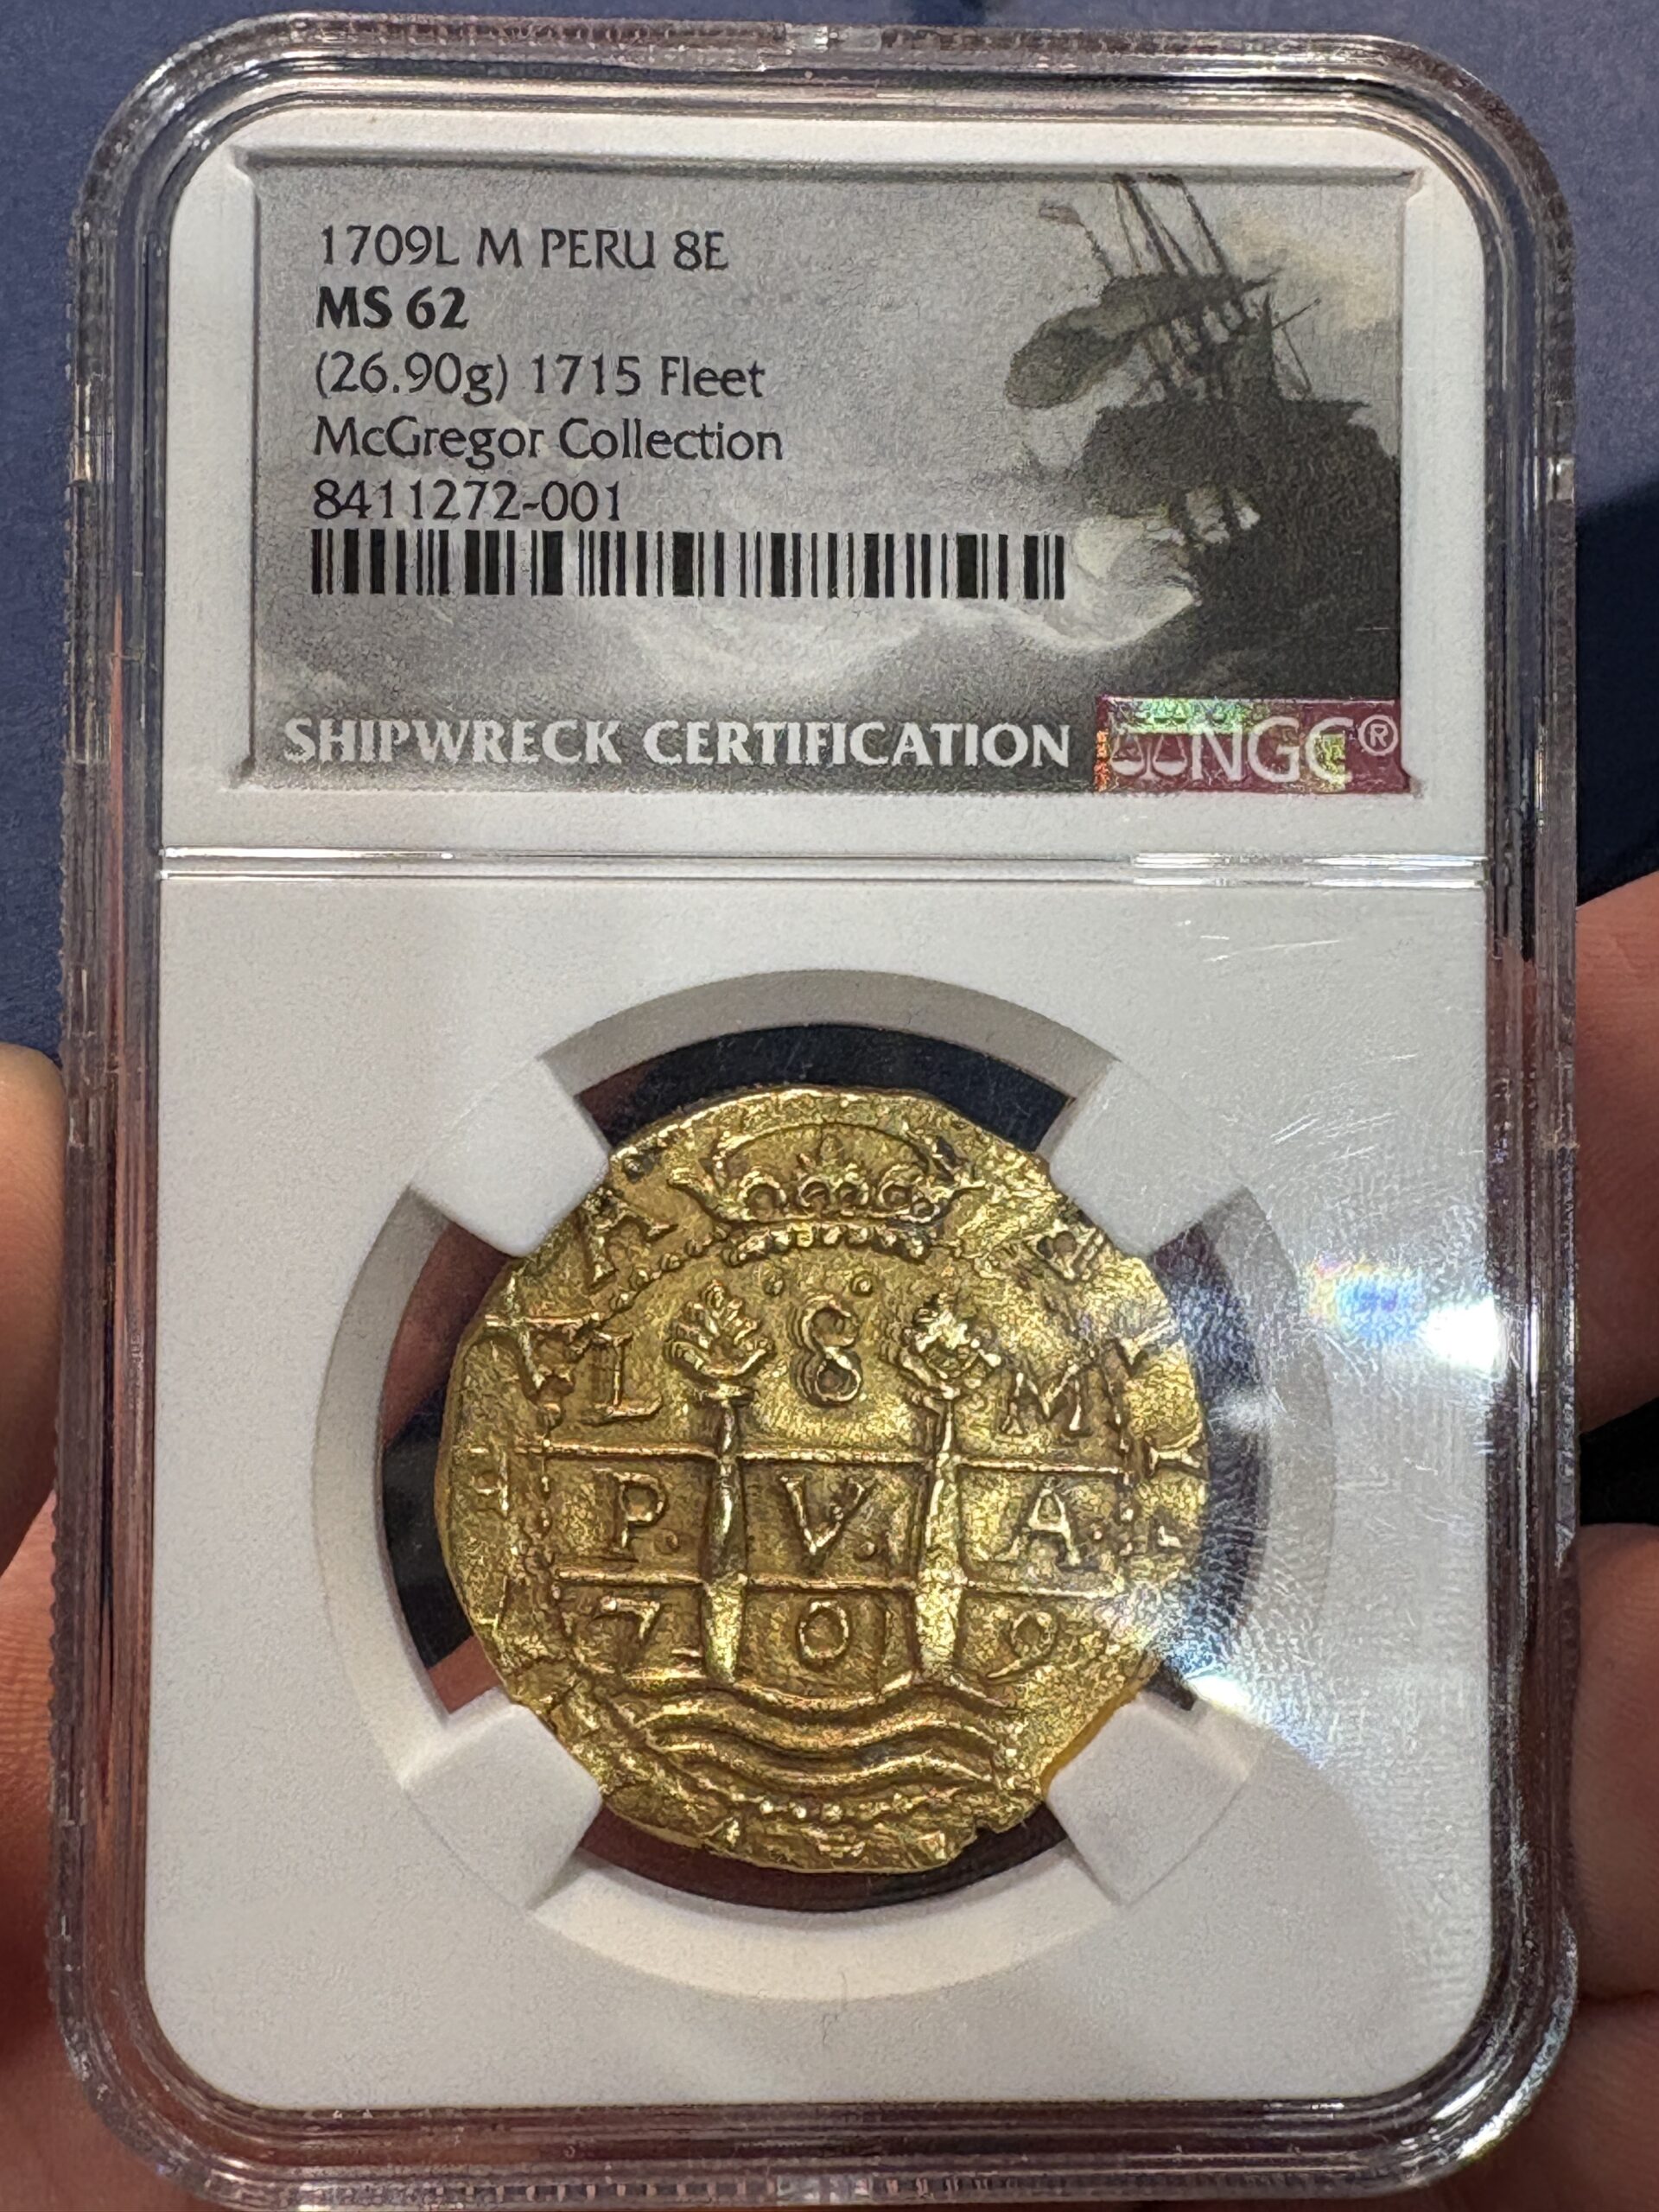 1709L M PERU 8E
MS 62
(26.90g) 1715 Fleet
McGregor Collection
8411272-001
SHIPWRECK CERTIFICATION NGC®
L 8 M
P. V. A.
7 0 9